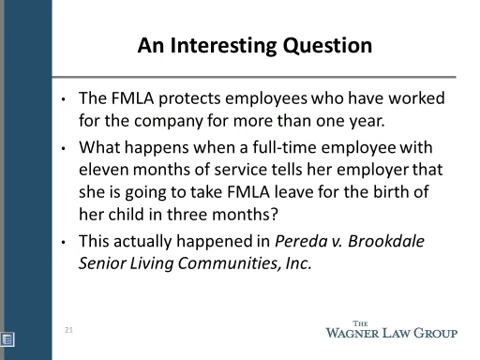 An Interesting Question
• The FMLA protects employees who have worked
for the company for more than one year.
• What happens when a full-time employee with
eleven months of service tells her employer that
she is going to take FMLA leave for the birth of
her child in three months?
• This actually happened in Pereda v. Brookdale
Senior Living Communities, Inc.
21
THE
WAGNER LAW GROUP